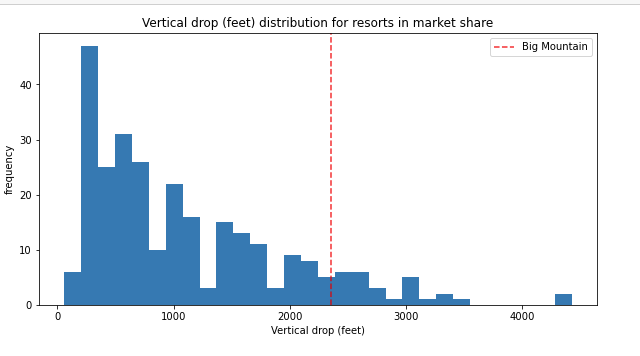 Vertical drop (feet) distribution for resorts in market share
Big Mountain
frequency
40
30
20
10
0
0 1000 2000 3000 4000
Vertical drop (feet)